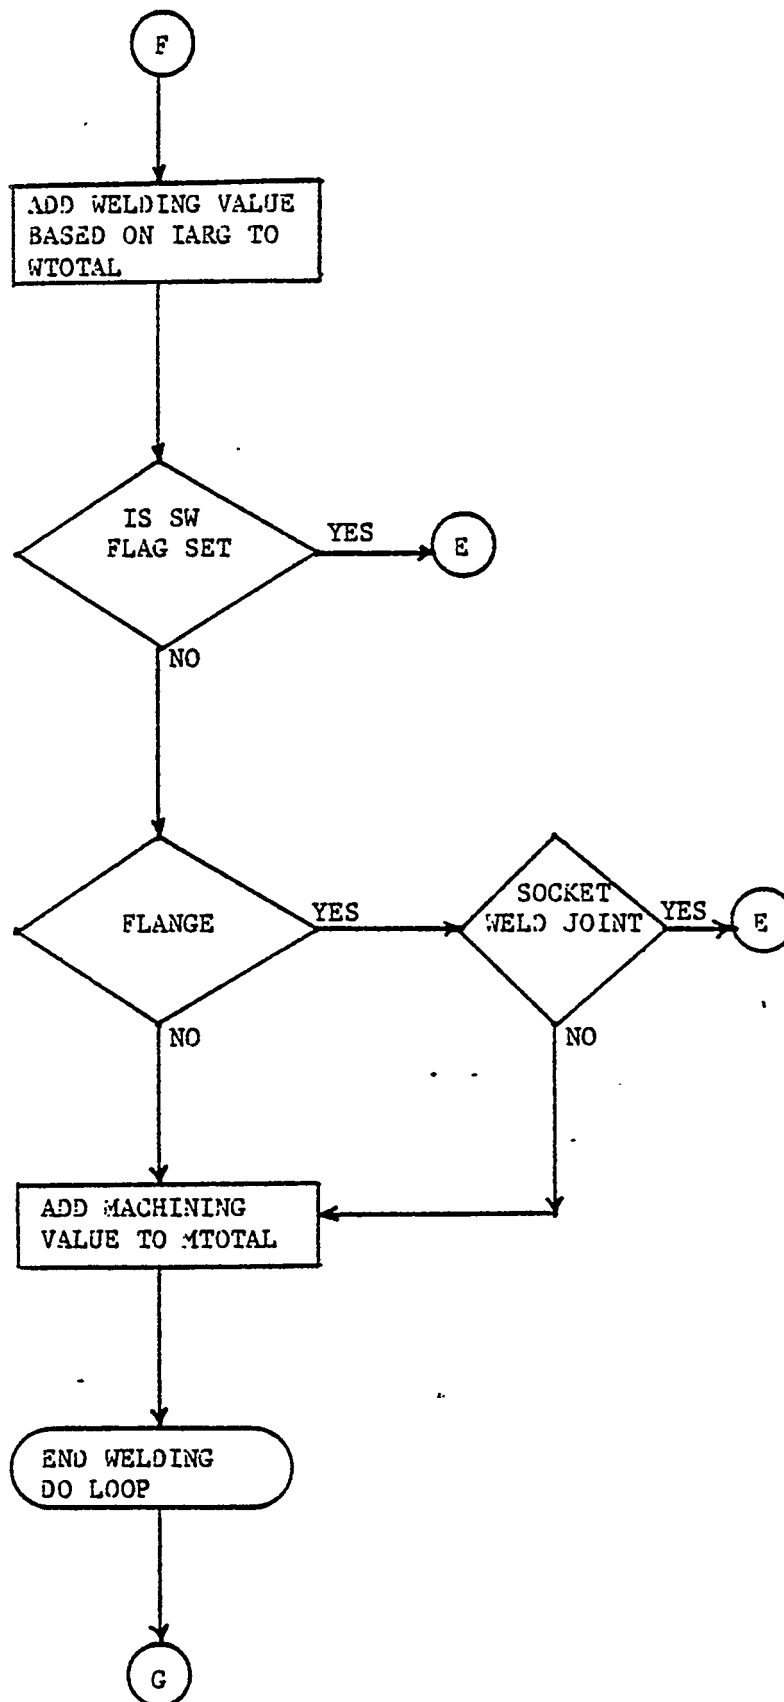 F
ADD WELDING VALUE
BASED ON IARG TO
WTOTAL
IS SW
FLAG SET
YES
E
NO
FLANGE
YES
SOCKET
WELD JOINT
YES
E
NO
NO
ADD MACHINING
VALUE TO MTOTAL
END WELDING
DO LOOP
G